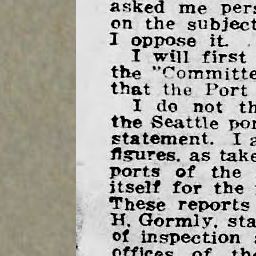 asked me pers
on the subject
I oppose it.
I will first
the "Committe
that the Port
I do not th
the Seattle por
statement. I a
figures, as take
ports of the
itself for the
These reports
H. Gormly, sta
of inspection
offices of the